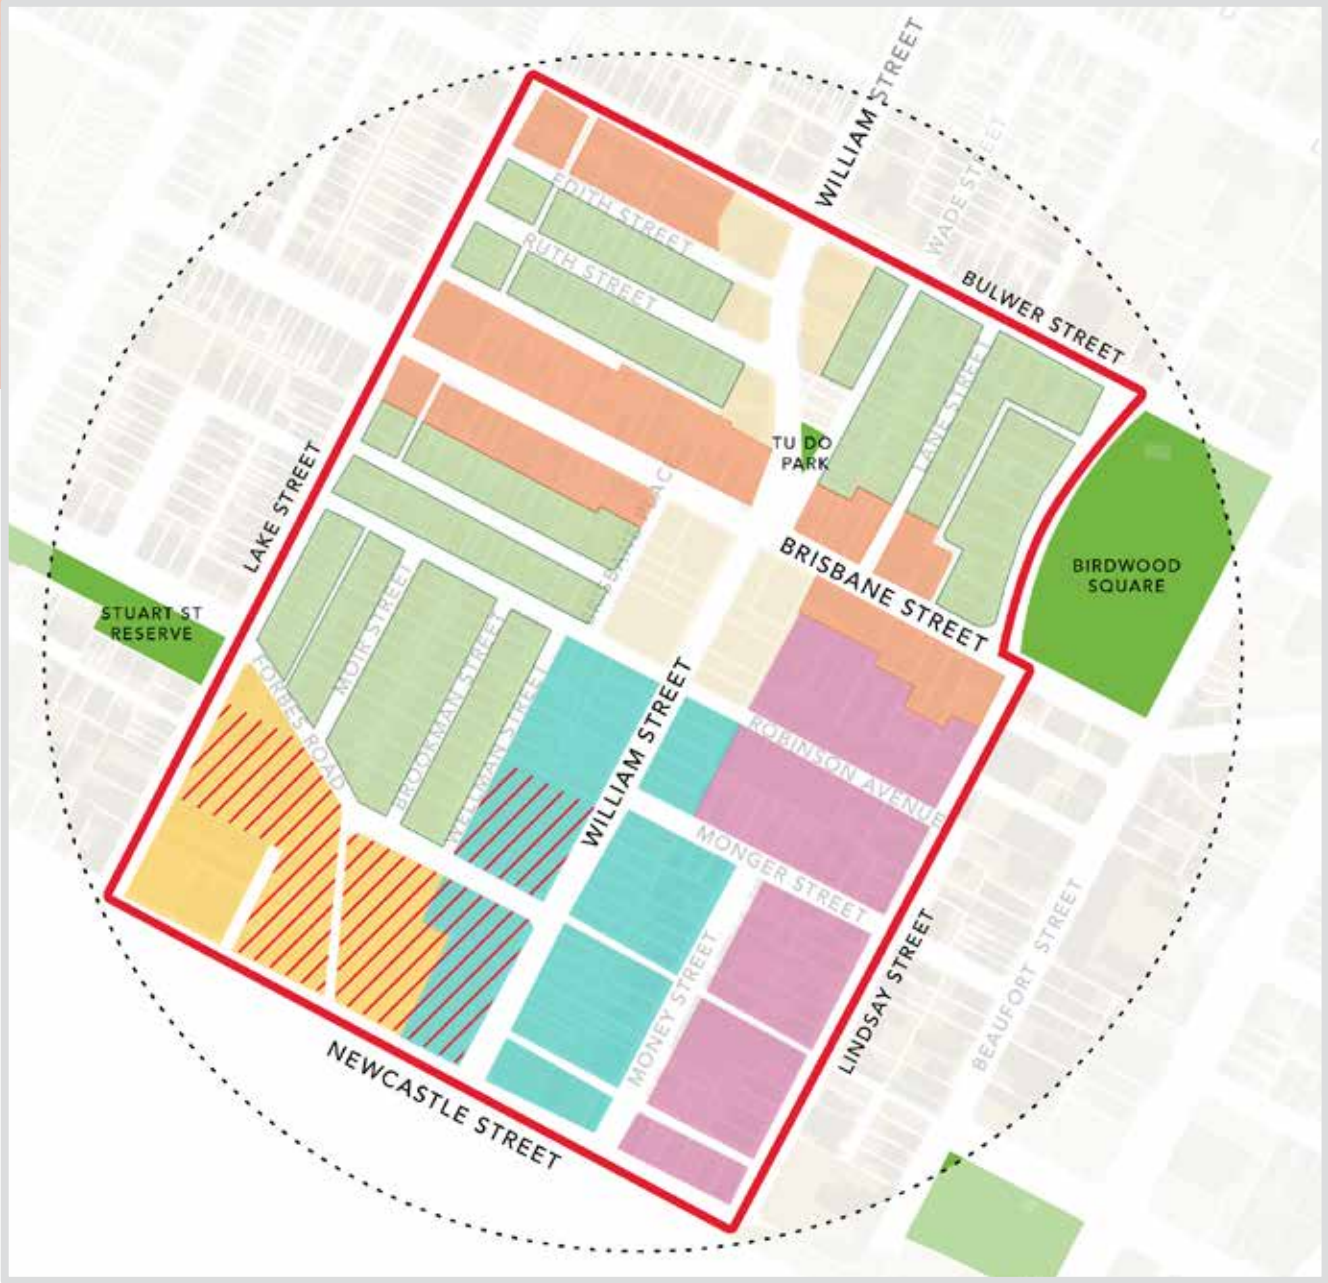 WILLIAM STREET
WADE STREET
EDITH STREET
RUTH STREET
BULWER STREET
LANE STREET
TU DO
PARK
LAKE STREET
BRISBANE STREET
BIRDWOOD
SQUARE
STUART ST
RESERVE
MOIR STREET
FORBES ROAD
BROOKMAN STREET
WELLMAN STREET
WILLIAM STREET
ROBINSON AVENUE
MONGER STREET
MONEY STREET
LINDSAY STREET
BEAUFORT STREET
NEWCASTLE STREET